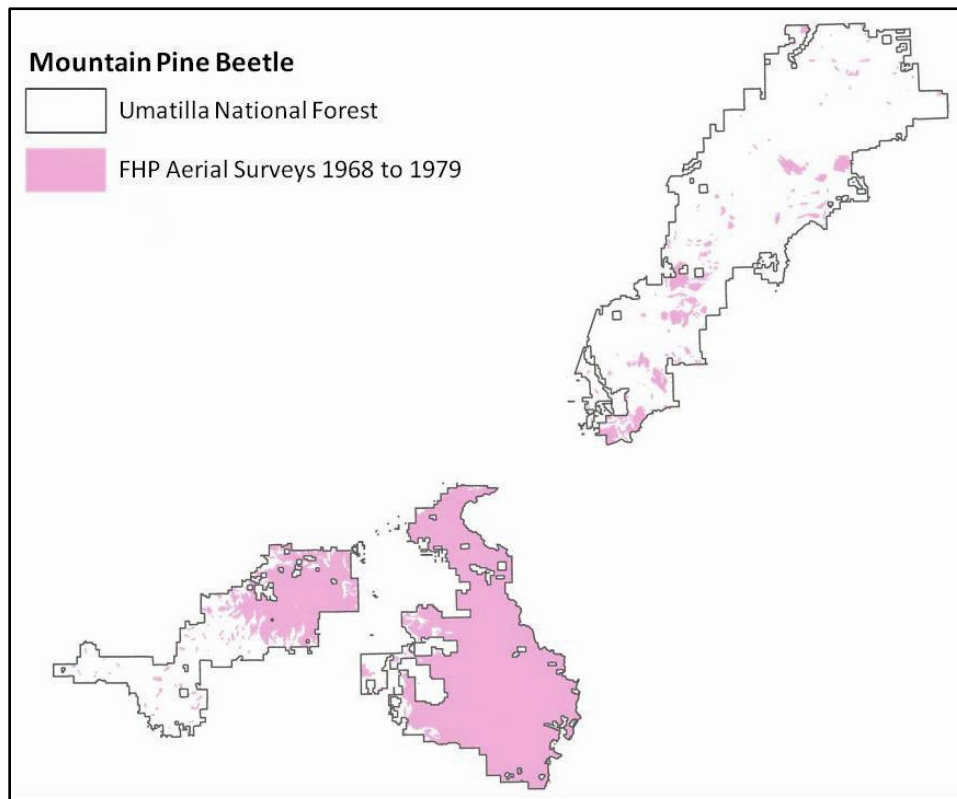 Mountain Pine Beetle
Umatilla National Forest
FHP Aerial Surveys 1968 to 1979